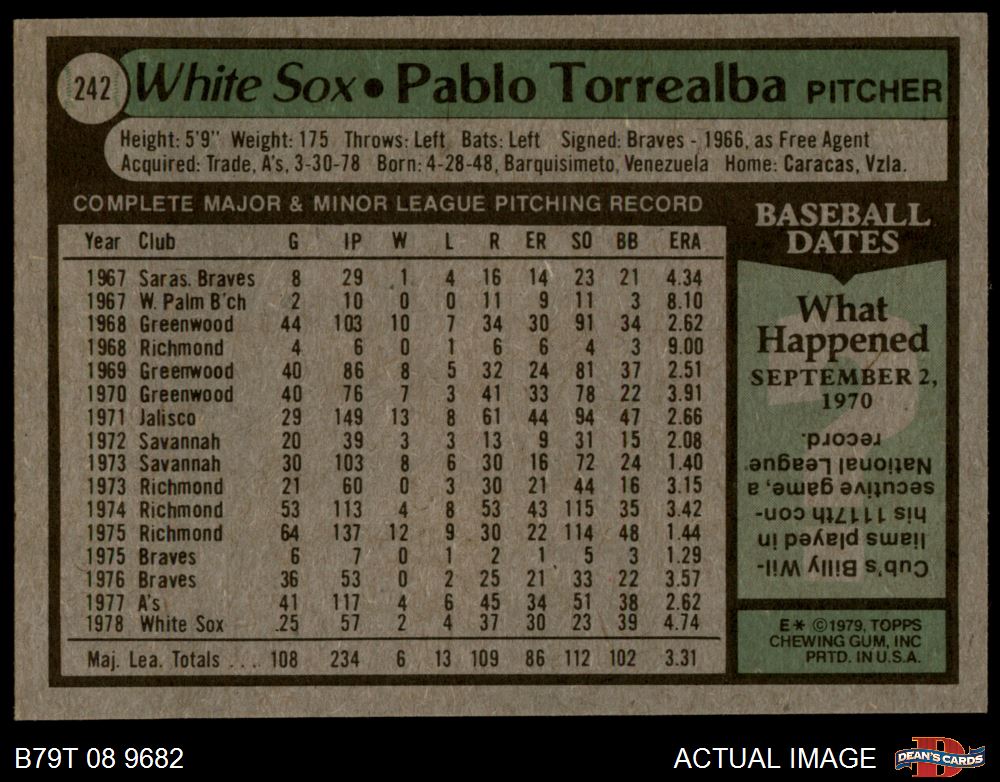 242 White Sox • Pablo Torrealba PITCHER
Height: 5'9" Weight: 175 Throws: Left Bats: Left Signed: Braves - 1966, as Free Agent
Acquired: Trade, A's, 3-30-78 Born: 4-28-48, Barquisimeto, Venezuela Home: Caracas, Vzla.
COMPLETE MAJOR & MINOR LEAGUE PITCHING RECORD
Year Club G IP W L R ER SO BB ERA
1967 Saras. Braves 8 29 1 4 16 14 23 21 4.34
1967 W. Palm B'ch 2 10 0 0 11 9 11 3 8.10
1968 Greenwood 44 103 10 7 34 30 91 34 2.62
1968 Richmond 4 6 0 1 6 6 4 3 9.00
1969 Greenwood 40 86 8 5 32 24 81 37 2.51
1970 Greenwood 40 76 7 3 41 33 78 22 3.91
1971 Jalisco 29 149 13 8 61 44 94 47 2.66
1972 Savannah 20 39 3 3 13 9 31 15 2.08
1973 Savannah 30 103 8 6 30 16 72 24 1.40
1973 Richmond 21 60 0 3 30 21 44 16 3.15
1974 Richmond 53 113 4 8 53 43 115 35 3.42
1975 Richmond 64 137 12 9 30 22 114 48 1.44
1975 Braves 6 7 0 1 2 1 5 3 1.29
1976 Braves 36 53 0 2 25 21 33 22 3.57
1977 A's 41 117 4 6 45 34 51 38 2.62
1978 White Sox 25 57 2 4 37 30 23 39 4.74
Maj. Lea. Totals . . . 108 234 6 13 109 86 112 102 3.31
BASEBALL
DATES
What
Happened
SEPTEMBER 2,
1970
Cub's Billy Wil-
liams played in
his 1117th con-
secutive game, a
National League
record.
E* ©1979, TOPPS
CHEWING GUM, INC
PRTD. IN U.S.A.
B79T 08 9682
ACTUAL IMAGE
D
DEAN'S CARDS